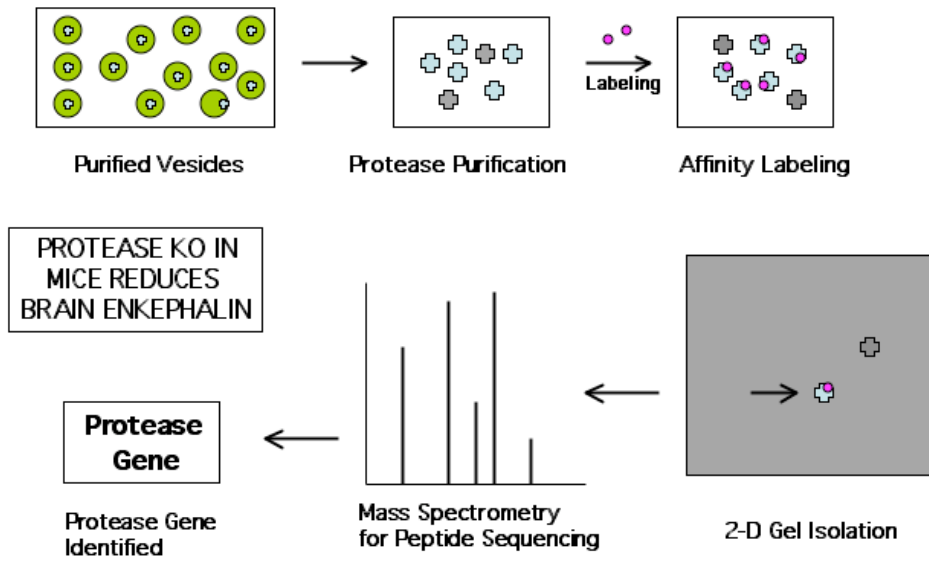 Labeling
Purified Vesicles
Protease Purification
Affinity Labeling
PROTEASE KO IN
MICE REDUCES
BRAIN ENKEPHALIN
Protease
Gene
Protease Gene
Identified
Mass Spectrometry
for Peptide Sequencing
2-D Gel Isolation